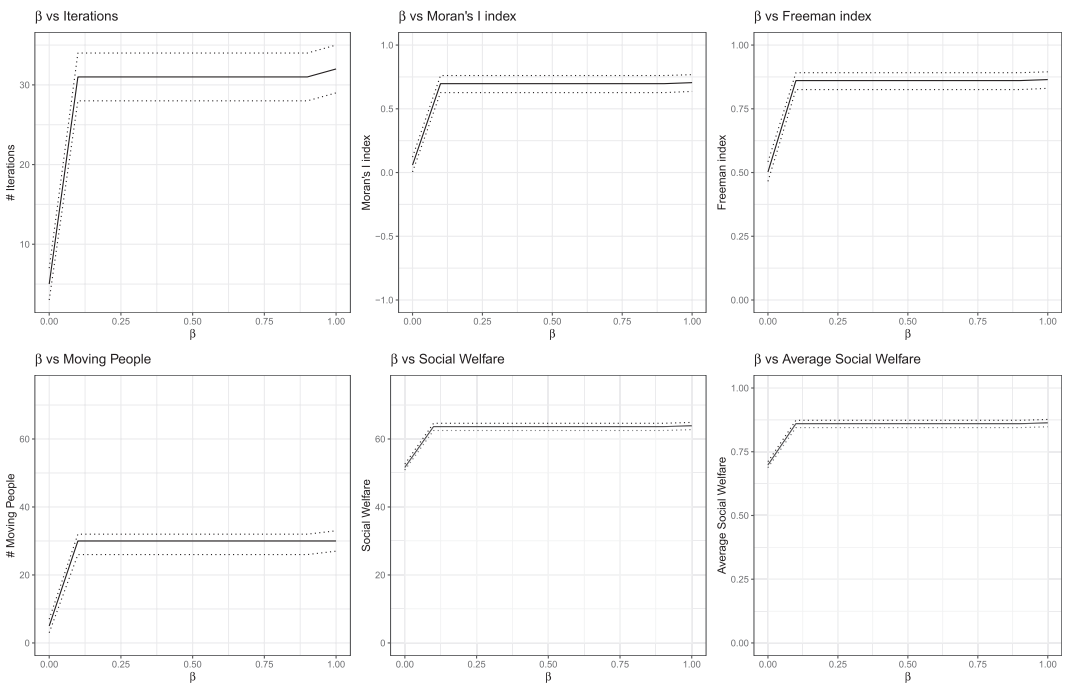 β vs Iterations
# Iterations
30
20
10
0.00 0.25 0.50 0.75 1.00
β
β vs Moran's I index
Moran's I index
1.0
0.5
0.0
−0.5
−1.0
0.00 0.25 0.50 0.75 1.00
β
β vs Freeman index
Freeman index
1.00
0.75
0.50
0.25
0.00
0.00 0.25 0.50 0.75 1.00
β
β vs Moving People
# Moving People
60
40
20
0
0.00 0.25 0.50 0.75 1.00
β
β vs Social Welfare
Social Welfare
60
40
20
0
0.00 0.25 0.50 0.75 1.00
β
β vs Average Social Welfare
Average Social Welfare
1.00
0.75
0.50
0.25
0.00
0.00 0.25 0.50 0.75 1.00
β